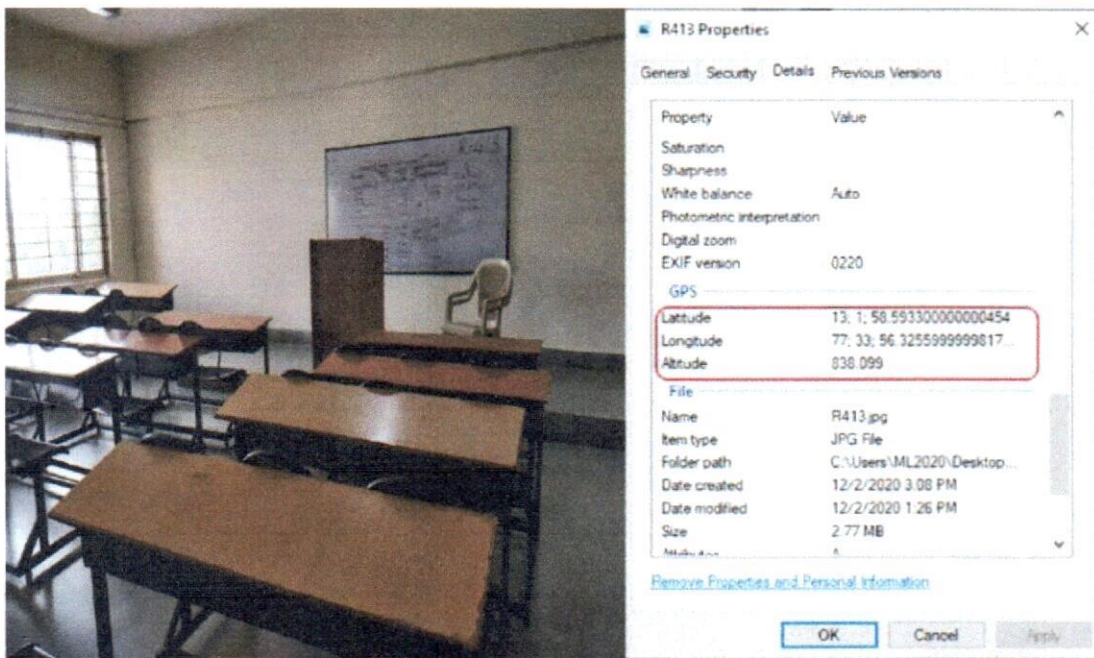 R413
R413 Properties
General Security Details Previous Versions
Property Value
Saturation
Sharpness
White balance Auto
Photometric interpretation
Digital zoom
EXIF version 0220
GPS
Latitude 13; 1; 58.593300000000454
Longitude 77; 33; 56.3255999999817...
Altitude 838.099
File
Name R413.jpg
Item type JPG File
Folder path C:\Users\ML2020\Desktop...
Date created 12/2/2020 3:08 PM
Date modified 12/2/2020 1:26 PM
Size 2.77 MB
Attributes A
Remove Properties and Personal Information
OK Cancel Apply